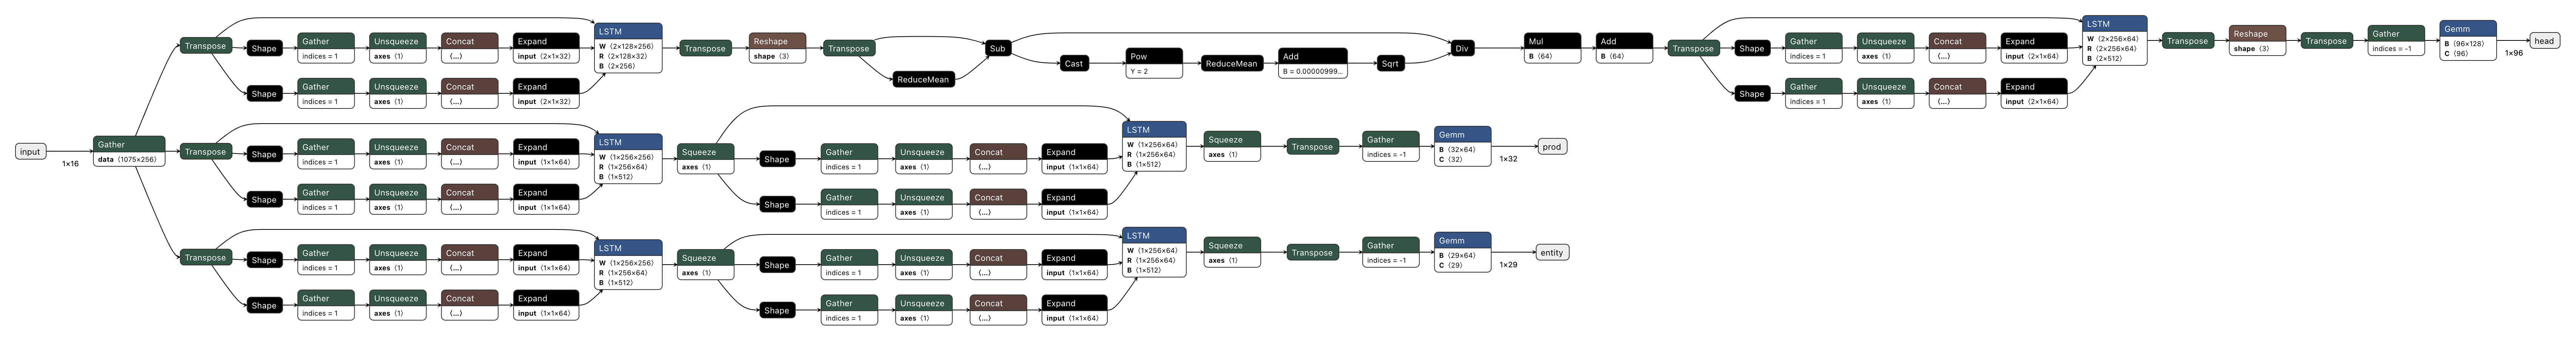 input
1×16
Gather
data ⟨1075×256⟩
Transpose
Shape
Gather
indices = 1
Unsqueeze
axes ⟨1⟩
Concat
⟨...⟩
Expand
input ⟨2×1×32⟩
Shape
Gather
indices = 1
Unsqueeze
axes ⟨1⟩
Concat
⟨...⟩
Expand
input ⟨2×1×32⟩
LSTM
W ⟨2×128×256⟩
R ⟨2×128×32⟩
B ⟨2×256⟩
Transpose
Reshape
shape ⟨3⟩
Transpose
ReduceMean
Sub
Cast
Pow
Y = 2
ReduceMean
Add
B = 0.00000999...
Sqrt
Div
Mul
B ⟨64⟩
Add
B ⟨64⟩
Transpose
Shape
Gather
indices = 1
Unsqueeze
axes ⟨1⟩
Concat
⟨...⟩
Expand
input ⟨2×1×64⟩
Shape
Gather
indices = 1
Unsqueeze
axes ⟨1⟩
Concat
⟨...⟩
Expand
input ⟨2×1×64⟩
LSTM
W ⟨2×256×64⟩
R ⟨2×256×64⟩
B ⟨2×512⟩
Transpose
Reshape
shape ⟨3⟩
Transpose
Gather
indices = -1
Gemm
B ⟨96×128⟩
C ⟨96⟩
1×96
head
Transpose
Shape
Gather
indices = 1
Unsqueeze
axes ⟨1⟩
Concat
⟨...⟩
Expand
input ⟨1×1×64⟩
Shape
Gather
indices = 1
Unsqueeze
axes ⟨1⟩
Concat
⟨...⟩
Expand
input ⟨1×1×64⟩
LSTM
W ⟨1×256×256⟩
R ⟨1×256×64⟩
B ⟨1×512⟩
Squeeze
axes ⟨1⟩
Shape
Gather
indices = 1
Unsqueeze
axes ⟨1⟩
Concat
⟨...⟩
Expand
input ⟨1×1×64⟩
Shape
Gather
indices = 1
Unsqueeze
axes ⟨1⟩
Concat
⟨...⟩
Expand
input ⟨1×1×64⟩
LSTM
W ⟨1×256×64⟩
R ⟨1×256×64⟩
B ⟨1×512⟩
Squeeze
axes ⟨1⟩
Transpose
Gather
indices = -1
Gemm
B ⟨32×64⟩
C ⟨32⟩
1×32
prod
Transpose
Shape
Gather
indices = 1
Unsqueeze
axes ⟨1⟩
Concat
⟨...⟩
Expand
input ⟨1×1×64⟩
Shape
Gather
indices = 1
Unsqueeze
axes ⟨1⟩
Concat
⟨...⟩
Expand
input ⟨1×1×64⟩
LSTM
W ⟨1×256×256⟩
R ⟨1×256×64⟩
B ⟨1×512⟩
Squeeze
axes ⟨1⟩
Shape
Gather
indices = 1
Unsqueeze
axes ⟨1⟩
Concat
⟨...⟩
Expand
input ⟨1×1×64⟩
Shape
Gather
indices = 1
Unsqueeze
axes ⟨1⟩
Concat
⟨...⟩
Expand
input ⟨1×1×64⟩
LSTM
W ⟨1×256×64⟩
R ⟨1×256×64⟩
B ⟨1×512⟩
Squeeze
axes ⟨1⟩
Transpose
Gather
indices = -1
Gemm
B ⟨29×64⟩
C ⟨29⟩
1×29
entity